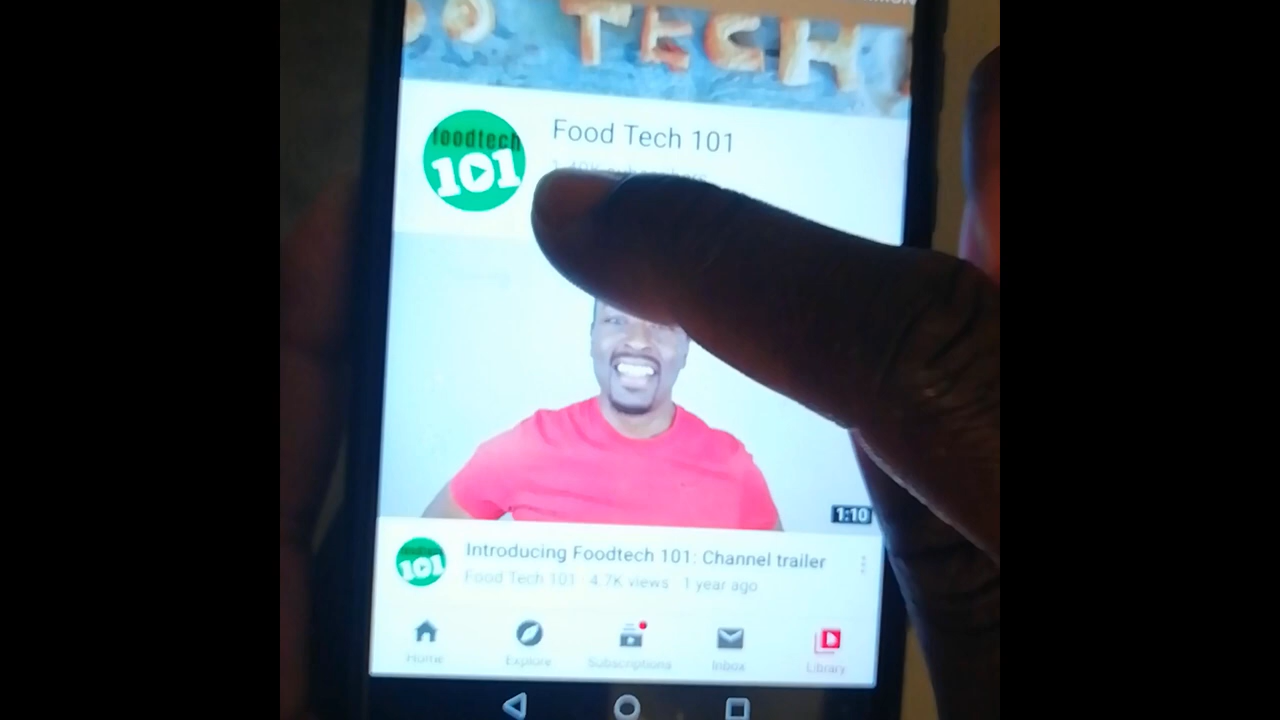 TECH
foodtech
101
Food Tech 101
1:10
101
Introducing Foodtech 101: Channel trailer
Food Tech 101 4.7K views 1 year ago
Home
Explore
Subscriptions
Inbox
Library